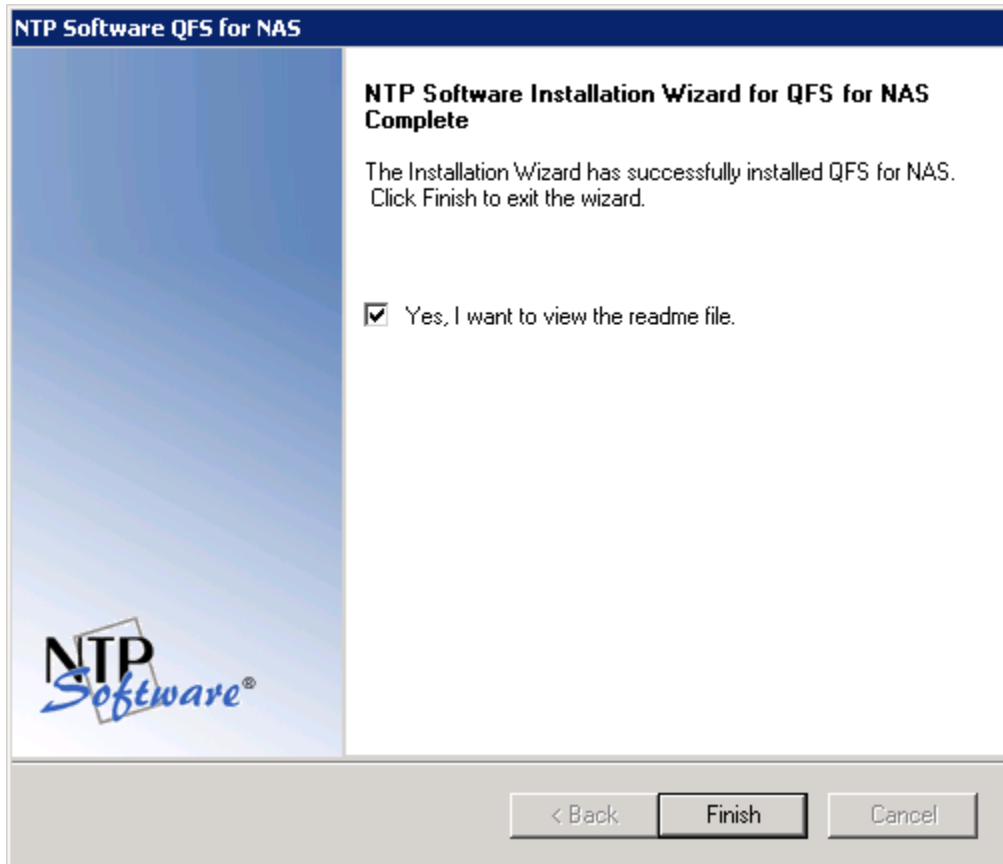 NTP Software QFS for NAS
NTP Software Installation Wizard for QFS for NAS
Complete
The Installation Wizard has successfully installed QFS for NAS.
Click Finish to exit the wizard.
Yes, I want to view the readme file.
NTP
Software®
< Back
Finish
Cancel